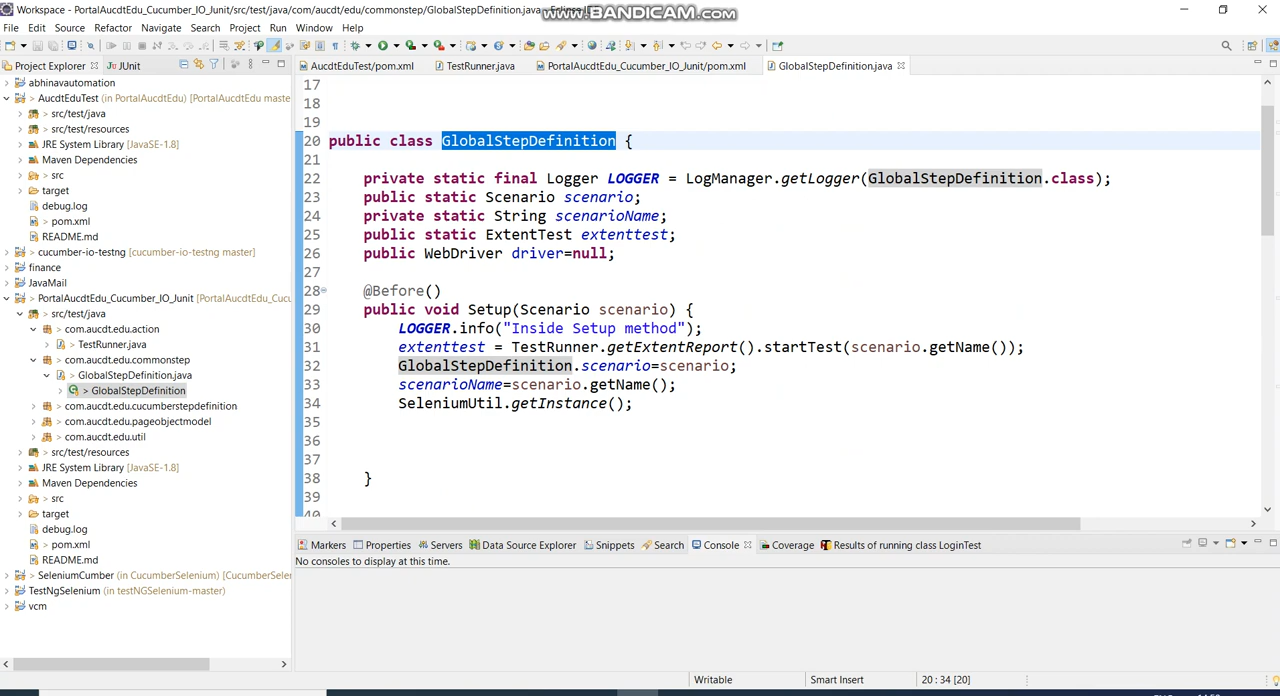 Workspace - PortalAucdtEdu_Cucumber_IO_Junit/src/test/java/com/aucdt/edu/commonstep/GlobalStepDefinition.java - Eclipse IDE
www.BANDICAM.com
File Edit Source Refactor Navigate Search Project Run Window Help
Project Explorer JUnit
AucdtEduTest/pom.xml TestRunner.java PortalAucdtEdu_Cucumber_IO_Junit/pom.xml GlobalStepDefinition.java
abhinavautomation
> AucdtEduTest (in PortalAucdtEdu) [PortalAucdtEdu maste
> src/test/java
> src/test/resources
JRE System Library [JavaSE-1.8]
Maven Dependencies
> src
> target
debug.log
> pom.xml
README.md
> cucumber-io-testng [cucumber-io-testng master]
finance
JavaMail
> PortalAucdtEdu_Cucumber_IO_Junit [PortalAucdtEdu_Cucu
> src/test/java
> com.aucdt.edu.action
> TestRunner.java
> com.aucdt.edu.commonstep
> GlobalStepDefinition.java
> GlobalStepDefinition
> com.aucdt.edu.cucumberstepdefinition
> com.aucdt.edu.pageobjectmodel
> com.aucdt.edu.util
> src/test/resources
JRE System Library [JavaSE-1.8]
Maven Dependencies
> src
target
debug.log
> pom.xml
README.md
> SeleniumCumber (in CucumberSelenium) [CucumberSeler
TestNgSelenium (in testNGSelenium-master)
vcm
17
18
19
20 public class GlobalStepDefinition {
21
22 private static final Logger LOGGER = LogManager.getLogger(GlobalStepDefinition.class);
23 public static Scenario scenario;
24 private static String scenarioName;
25 public static ExtentTest extenttest;
26 public WebDriver driver=null;
27
28 @Before()
29 public void Setup(Scenario scenario) {
30 LOGGER.info("Inside Setup method");
31 extenttest = TestRunner.getExtentReport().startTest(scenario.getName());
32 GlobalStepDefinition.scenario=scenario;
33 scenarioName=scenario.getName();
34 SeleniumUtil.getInstance();
35
36
37
38 }
39
40
Markers Properties Servers Data Source Explorer Snippets Search Console Coverage Results of running class LoginTest
No consoles to display at this time.
Writable Smart Insert 20 : 34 [20]